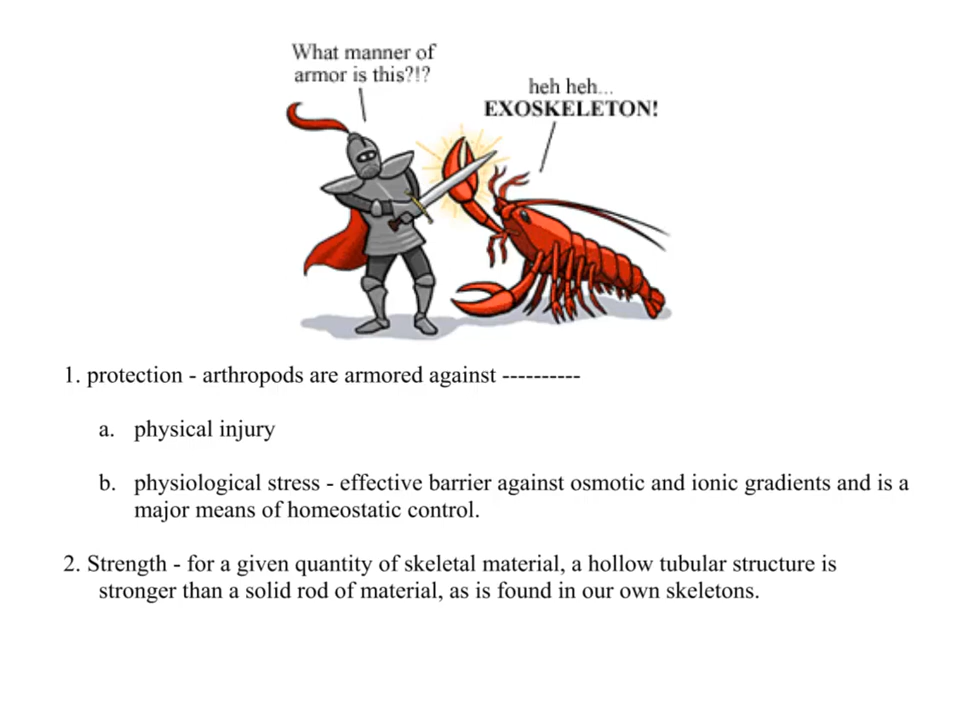 What manner of
armor is this?!?
heh heh...
EXOSKELETON!
1. protection - arthropods are armored against ----------
a. physical injury
b. physiological stress - effective barrier against osmotic and ionic gradients and is a
major means of homeostatic control.
2. Strength - for a given quantity of skeletal material, a hollow tubular structure is
stronger than a solid rod of material, as is found in our own skeletons.